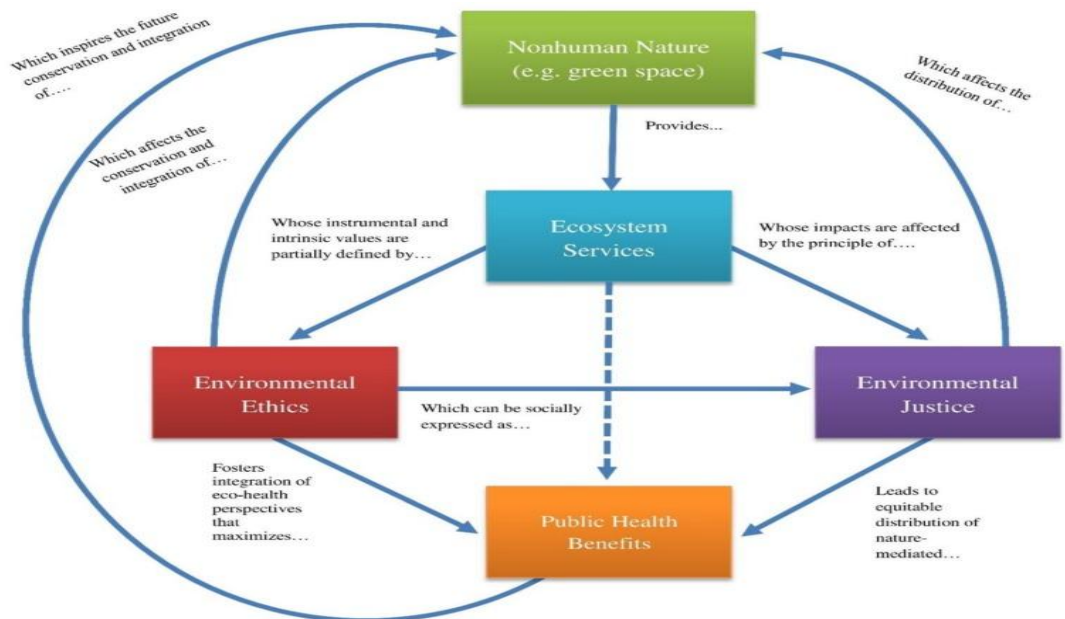 Which inspires the future
conservation and integration
of….
Nonhuman Nature
(e.g. green space)
Which affects the
distribution of…
Which affects the
conservation and
integration of…
Provides...
Whose instrumental and
intrinsic values are
partially defined by…
Ecosystem
Services
Whose impacts are affected
by the principle of….
Environmental
Ethics
Which can be socially
expressed as…
Environmental
Justice
Fosters
integration of
eco-health
perspectives
that
maximizes…
Public Health
Benefits
Leads to
equitable
distribution of
nature-
mediated…